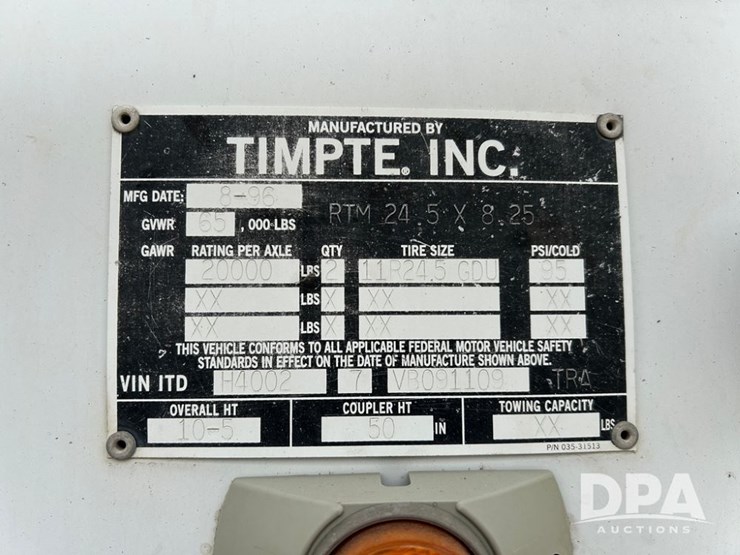 MANUFACTURED BY
TIMPTE. INC.
MFG DATE: 8-96
GVWR 65 ,000-LBS RTM 24.5 X 8.25
GAWR RATING PER AXLE QTY TIRE SIZE PSI/COLD
20000 LBS 2 11R24.5 GDU 95
XX LBS X XX XX
XX LBS X XX XX
THIS VEHICLE CONFORMS TO ALL APPLICABLE FEDERAL MOTOR VEHICLE SAFETY
STANDARDS IN EFFECT ON THE DATE OF MANUFACTURE SHOWN ABOVE.
VIN 1TD H4002 7 VB091109 TRA
OVERALL HT COUPLER HT TOWING CAPACITY
10-5 50 IN XX LBS
P/N 035-31513
DPA
AUCTIONS